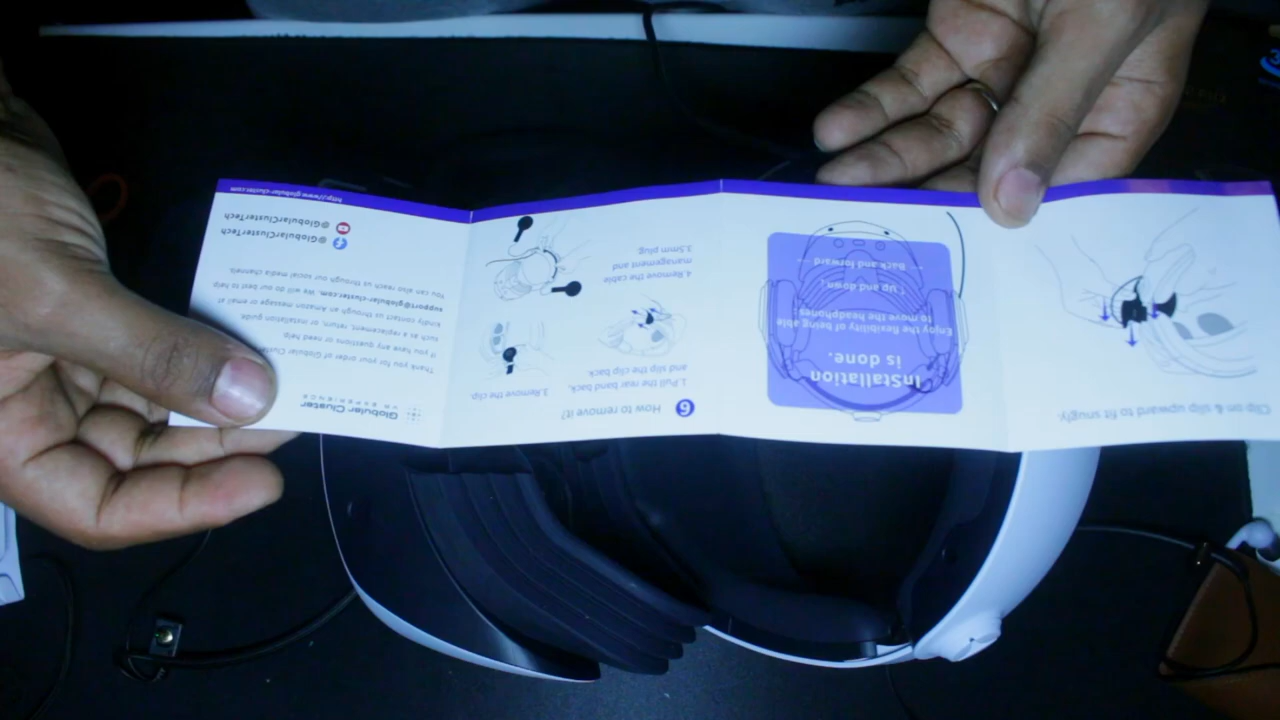 Clip on & slip upward to fit snugly.
InStallation
is done.
Enjoy the flexibility of being able
to move the headphones:
Up and down
Back and forward
6 How to remove it?
1.Pull the rear band back,
and slip the clip back
3.Remove the clip.
4.Remove the cable
management and
3.5mm plug
Globular Cluster
VR EXPERIENCE
Thank you for your order of Globular
If you have any questions or need help
such as a replacement, return, or installation guide
kindly contact us through an Amazon message or email at
support@globular-cluster.com. We will do our best to help
You can also reach us through our social media channels
@GlobularClusterTech
@GlobularClusterTech
http://www.globular-cluster.com